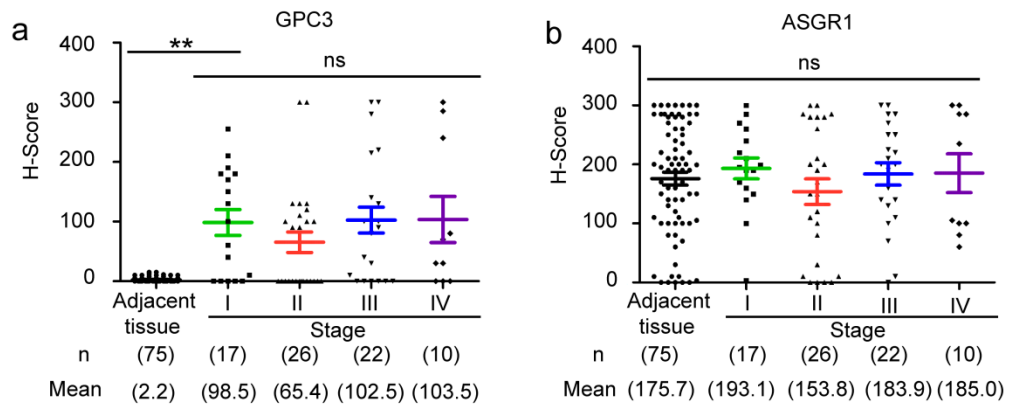 a
GPC3
H-Score
400
300
200
100
0
**
ns
Adjacent tissue
I II III IV
Stage
n (75) (17) (26) (22) (10)
Mean (2.2) (98.5) (65.4) (102.5) (103.5)
b
ASGR1
H-Score
400
300
200
100
0
ns
Adjacent tissue
I II III IV
Stage
n (75) (17) (26) (22) (10)
Mean (175.7) (193.1) (153.8) (183.9) (185.0)